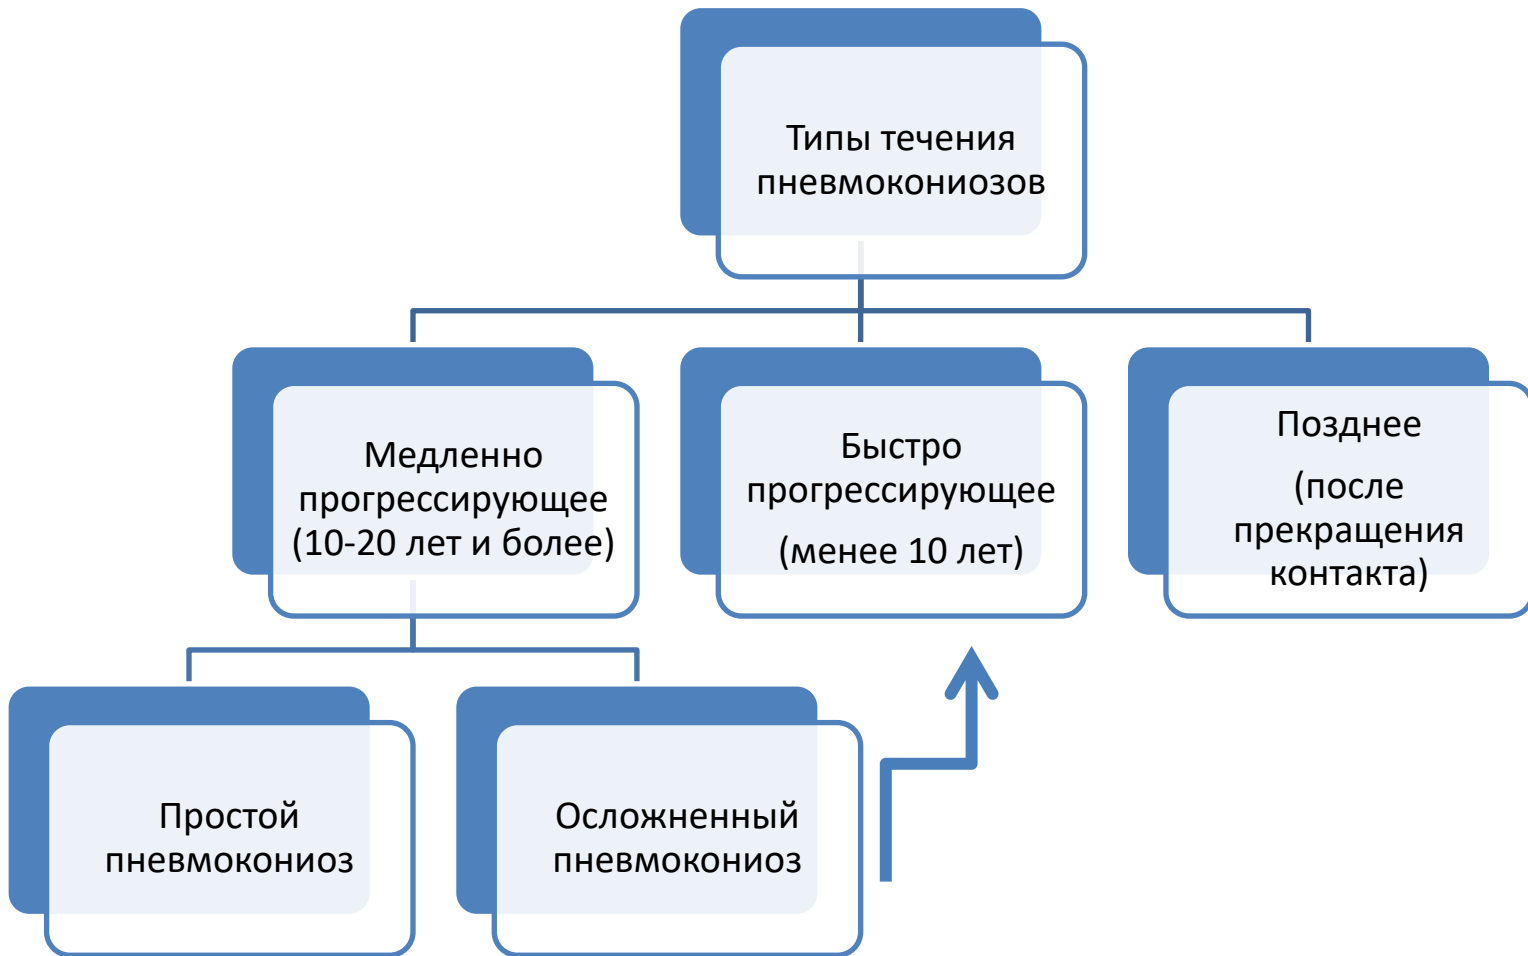 Типы течения
пневмокониозов
Медленно
прогрессирующее
(10-20 лет и более)
Быстро
прогрессирующее
(менее 10 лет)
Позднее
(после
прекращения
контакта)
Простой
пневмокониоз
Осложненный
пневмокониоз